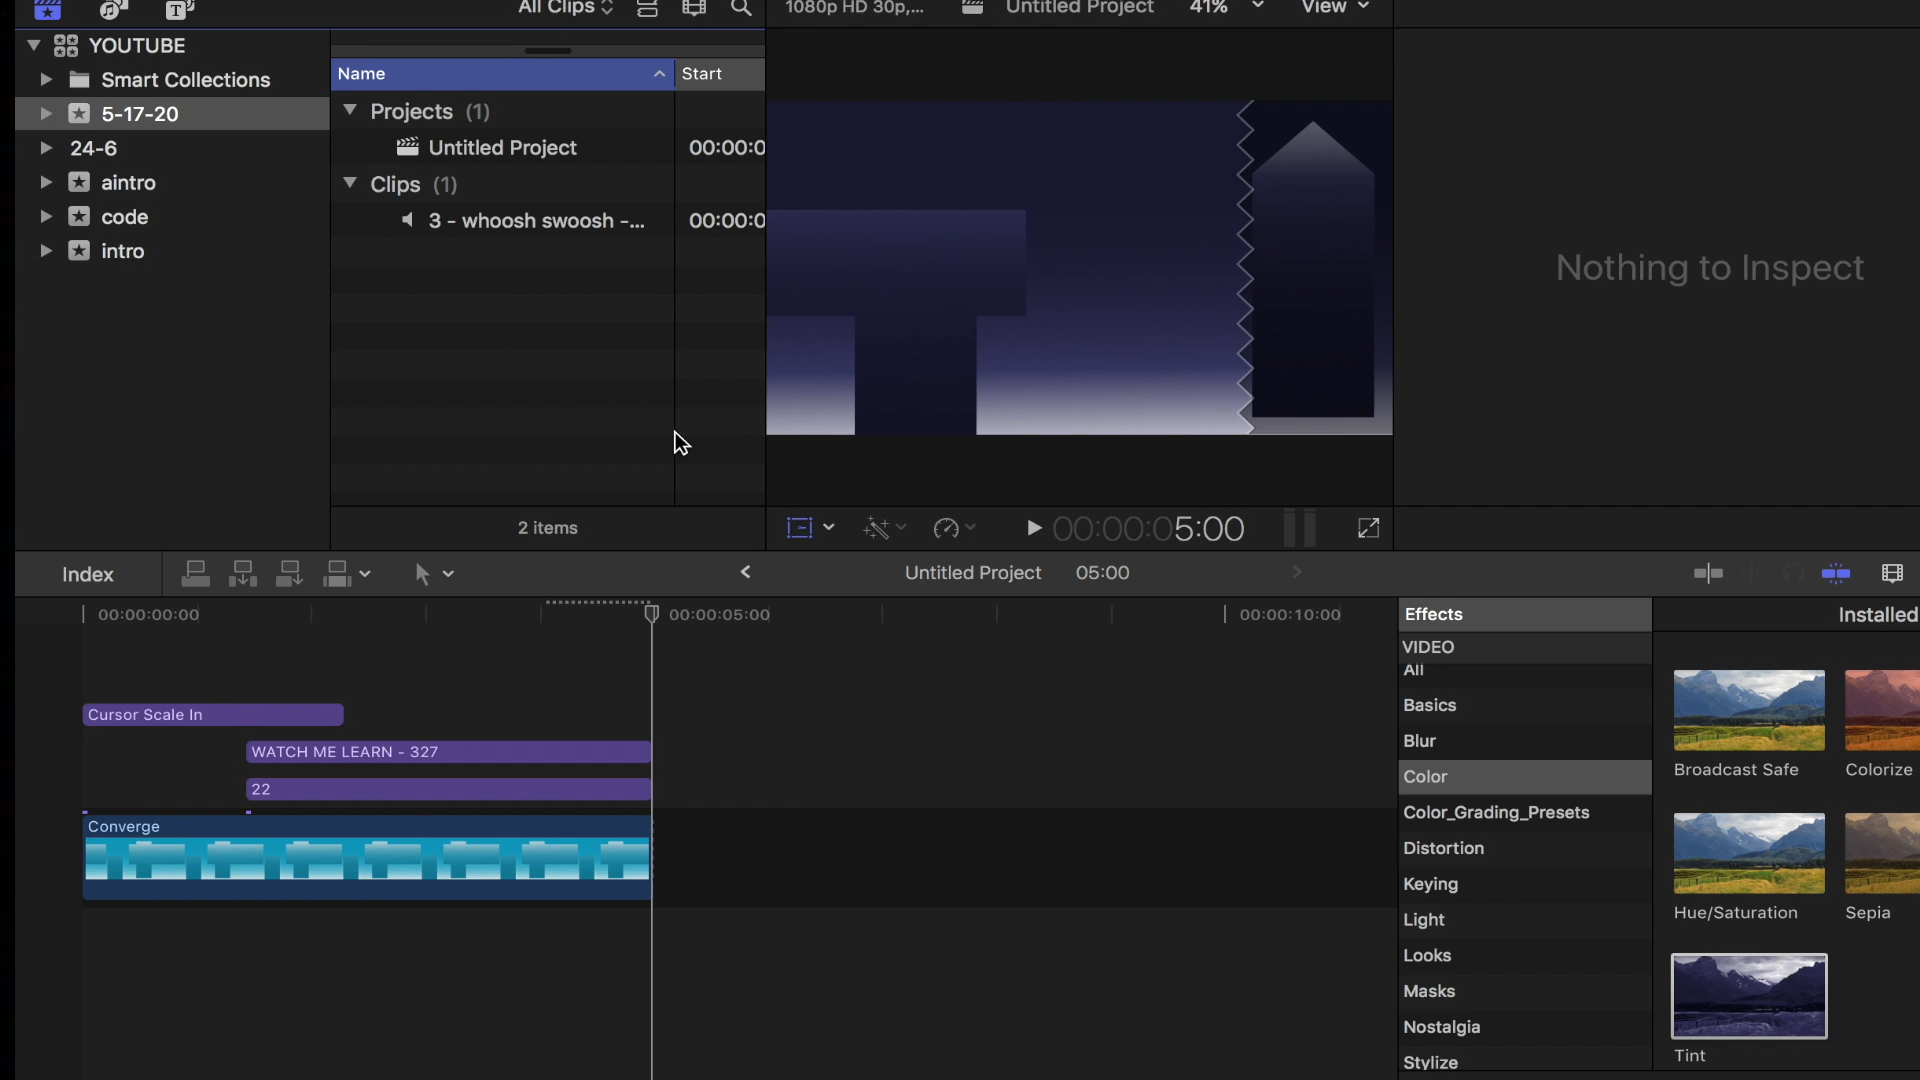 All Clips
1080p HD 30p,...
Untitled Project
41%
View
YOUTUBE
Smart Collections
5-17-20
24-6
aintro
code
intro
Name
Start
Projects (1)
Untitled Project
00:00:0
Clips (1)
3 - whoosh swoosh -...
00:00:0
2 items
Nothing to Inspect
00:00:05:00
Index
Untitled Project
05:00
00:00:00:00
00:00:05:00
00:00:10:00
Cursor Scale In
WATCH ME LEARN - 327
22
Converge
Effects
Installed
VIDEO
All
Basics
Blur
Color
Color_Grading_Presets
Distortion
Keying
Light
Looks
Masks
Nostalgia
Stylize
Broadcast Safe
Colorize
Hue/Saturation
Sepia
Tint